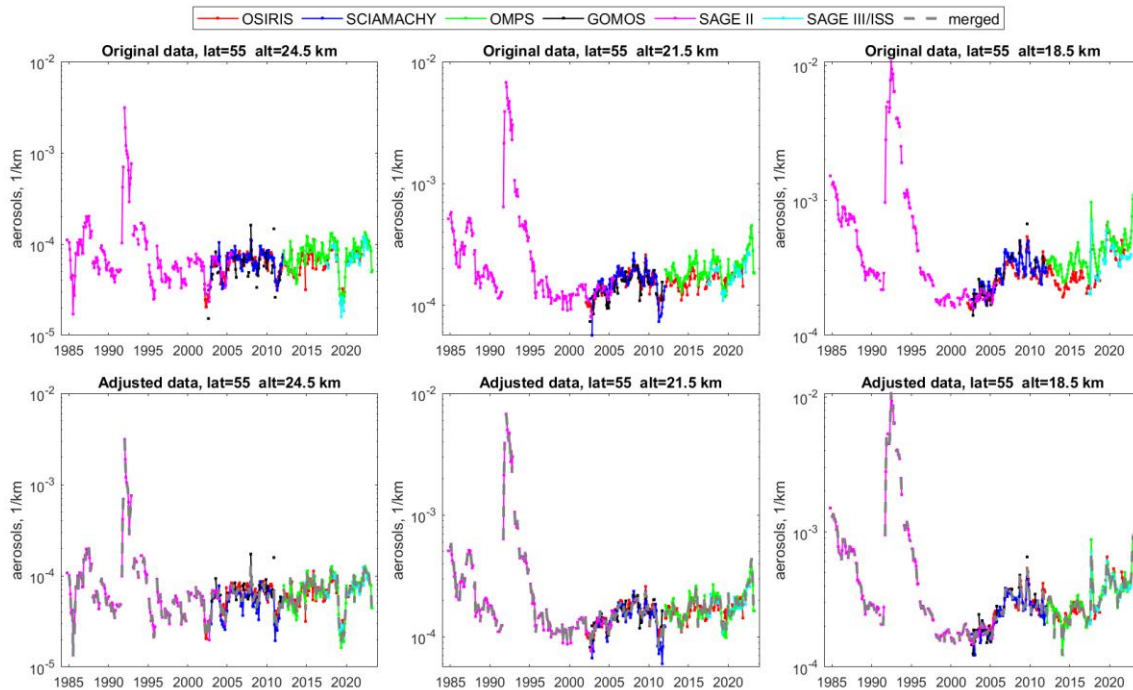 OSIRIS SCIAMACHY OMPS GOMOS SAGE II SAGE III/ISS merged
Original data, lat=55 alt=24.5 km
10^-2
10^-3
10^-4
10^-5
aerosols, 1/km
1985 1990 1995 2000 2005 2010 2015 2020
Original data, lat=55 alt=21.5 km
10^-2
10^-3
10^-4
aerosols, 1/km
1985 1990 1995 2000 2005 2010 2015 2020
Original data, lat=55 alt=18.5 km
10^-2
10^-3
10^-4
aerosols, 1/km
1985 1990 1995 2000 2005 2010 2015 2020
Adjusted data, lat=55 alt=24.5 km
10^-2
10^-3
10^-4
10^-5
aerosols, 1/km
1985 1990 1995 2000 2005 2010 2015 2020
Adjusted data, lat=55 alt=21.5 km
10^-2
10^-3
10^-4
aerosols, 1/km
1985 1990 1995 2000 2005 2010 2015 2020
Adjusted data, lat=55 alt=18.5 km
10^-2
10^-3
10^-4
aerosols, 1/km
1985 1990 1995 2000 2005 2010 2015 2020